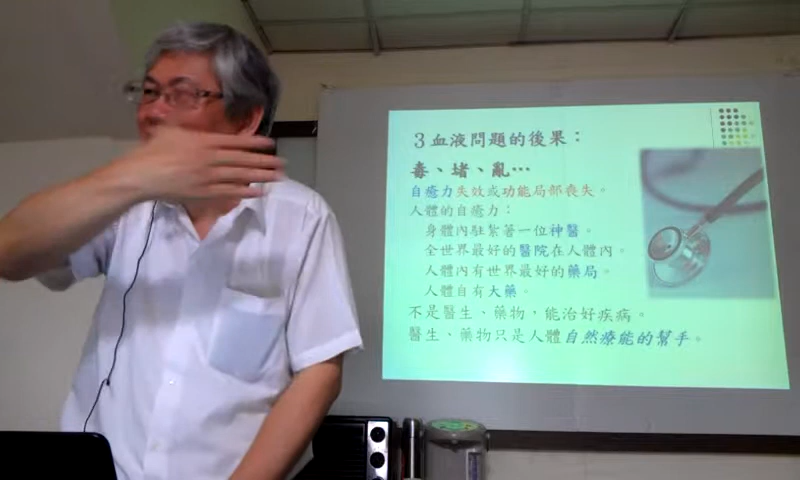 3 血液問題的後果：
毒、堵、亂…
自癒力失效或功能局部喪失。
人體的自癒力：
身體內駐紮著一位神醫。
全世界最好的醫院在人體內。
人體內有世界最好的藥局。
人體自有大藥。
不是醫生、藥物，能治好疾病。
醫生、藥物只是人體自然療能的幫手。